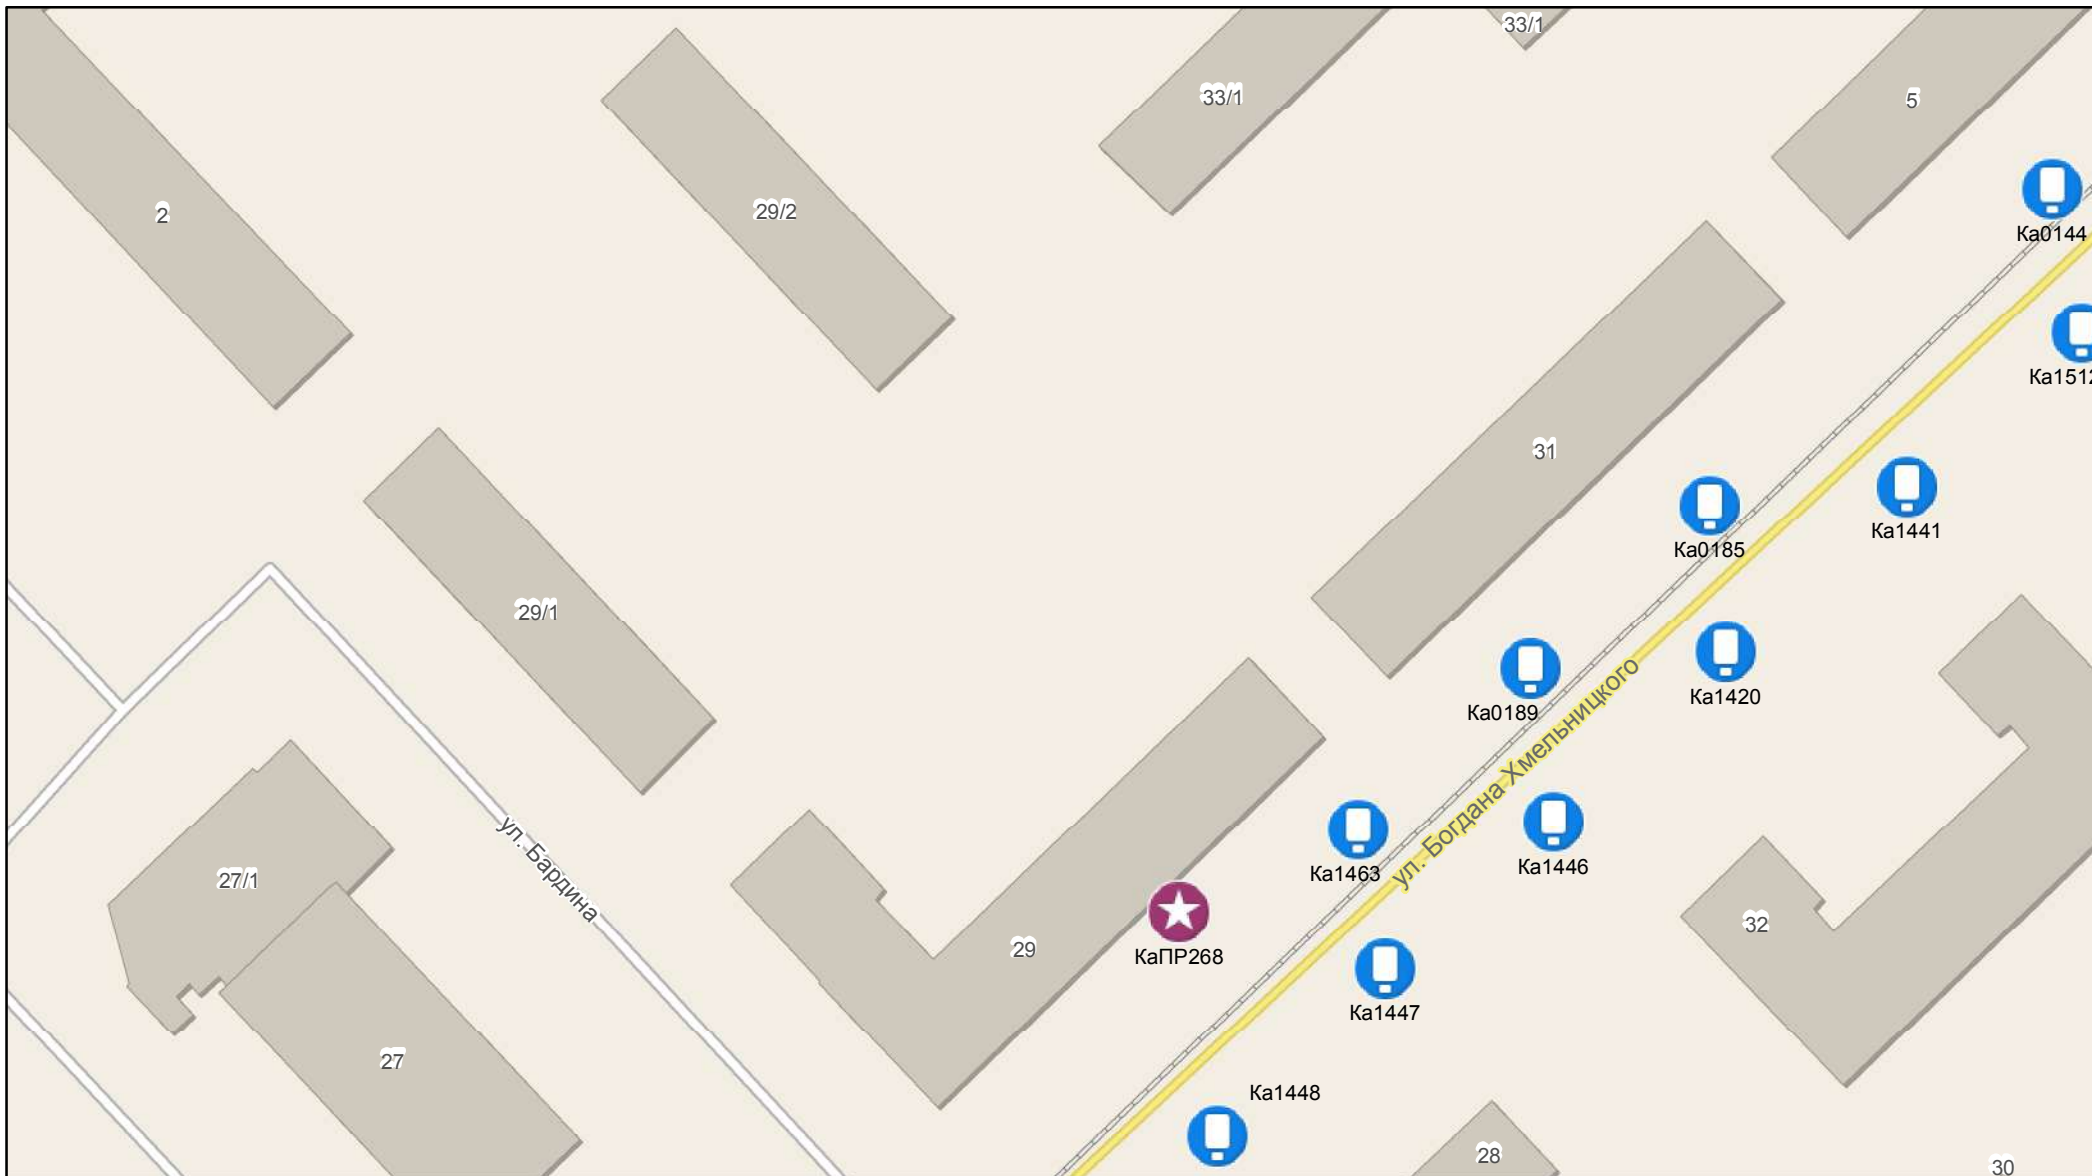 33/1
33/1
5
2
29/2
Ка0144
Ка1512
31
Ка1441
Ка0185
29/1
Ка1420
Ка0189
ул. Богдана Хмельницкого
Ка1446
Ка1463
ул. Бардина
27/1
32
29
КаПР268
Ка1447
27
Ка1448
28
30